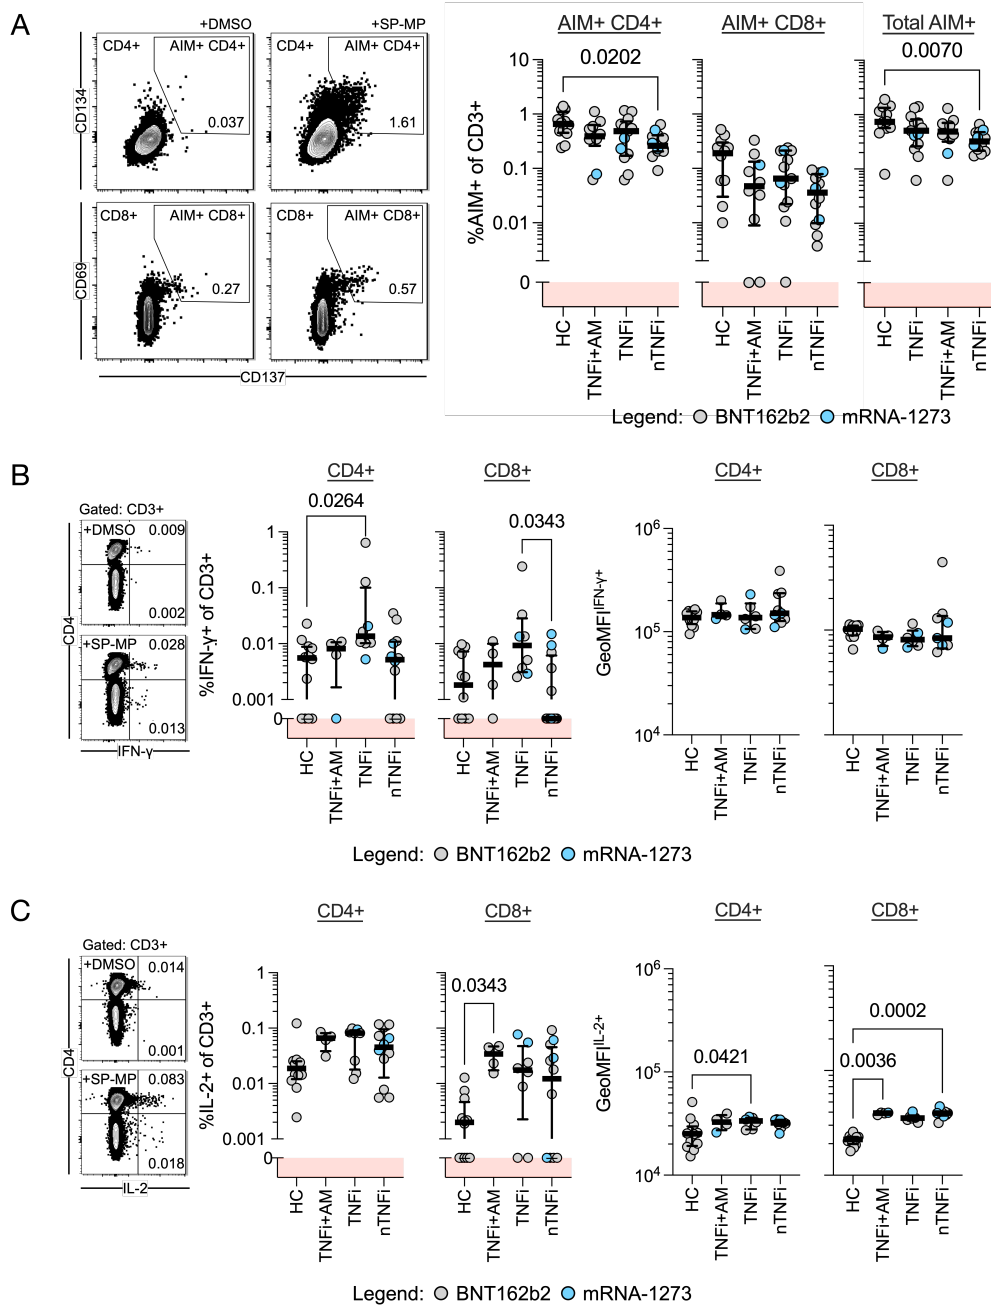 A
+DMSO
+SP-MP
CD4+
AIM+ CD4+
0.037
CD4+
AIM+ CD4+
1.61
CD134
CD8+
AIM+ CD8+
0.27
CD8+
AIM+ CD8+
0.57
CD69
CD137
AIM+ CD4+
AIM+ CD8+
Total AIM+
0.0202
0.0070
%AIM+ of CD3+
10
1
0.1
0.01
0
HC
TNFi+AM
TNFi
nTNFi
HC
TNFi+AM
TNFi
nTNFi
HC
TNFi
TNFi+AM
nTNFi
Legend: BNT162b2 mRNA-1273
B
Gated: CD3+
+DMSO 0.009
0.002
+SP-MP 0.028
0.013
CD4
IFN-γ
CD4+
CD8+
CD4+
CD8+
0.0264
0.0343
%IFN-γ+ of CD3+
1
0.1
0.01
0.001
0
HC
TNFi+AM
TNFi
nTNFi
HC
TNFi+AM
TNFi
nTNFi
GeoMFI IFN-γ+
10⁶
10⁵
10⁴
HC
TNFi+AM
TNFi
nTNFi
HC
TNFi+AM
TNFi
nTNFi
Legend: BNT162b2 mRNA-1273
C
Gated: CD3+
+DMSO 0.014
0.001
+SP-MP 0.083
0.018
CD4
IL-2
CD4+
CD8+
CD4+
CD8+
0.0343
0.0421
0.0002
0.0036
%IL-2+ of CD3+
1
0.1
0.01
0.001
0
HC
TNFi+AM
TNFi
nTNFi
HC
TNFi+AM
TNFi
nTNFi
GeoMFI IL-2+
10⁶
10⁵
10⁴
HC
TNFi+AM
TNFi
nTNFi
HC
TNFi+AM
TNFi
nTNFi
Legend: BNT162b2 mRNA-1273